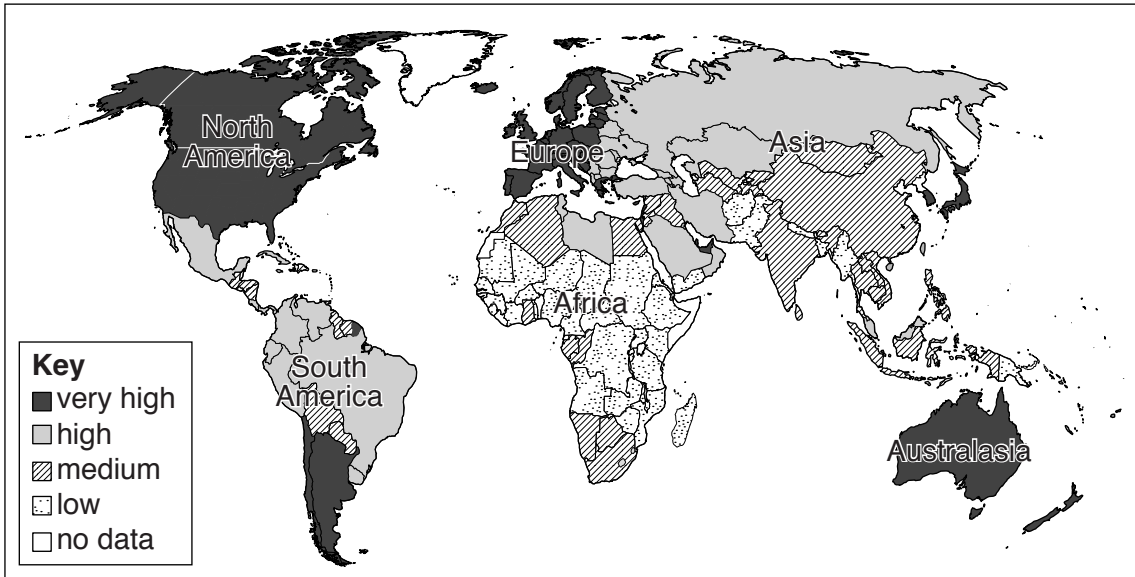 North
America
Europe
Asia
Africa
South
America
Australasia
Key
very high
high
medium
low
no data